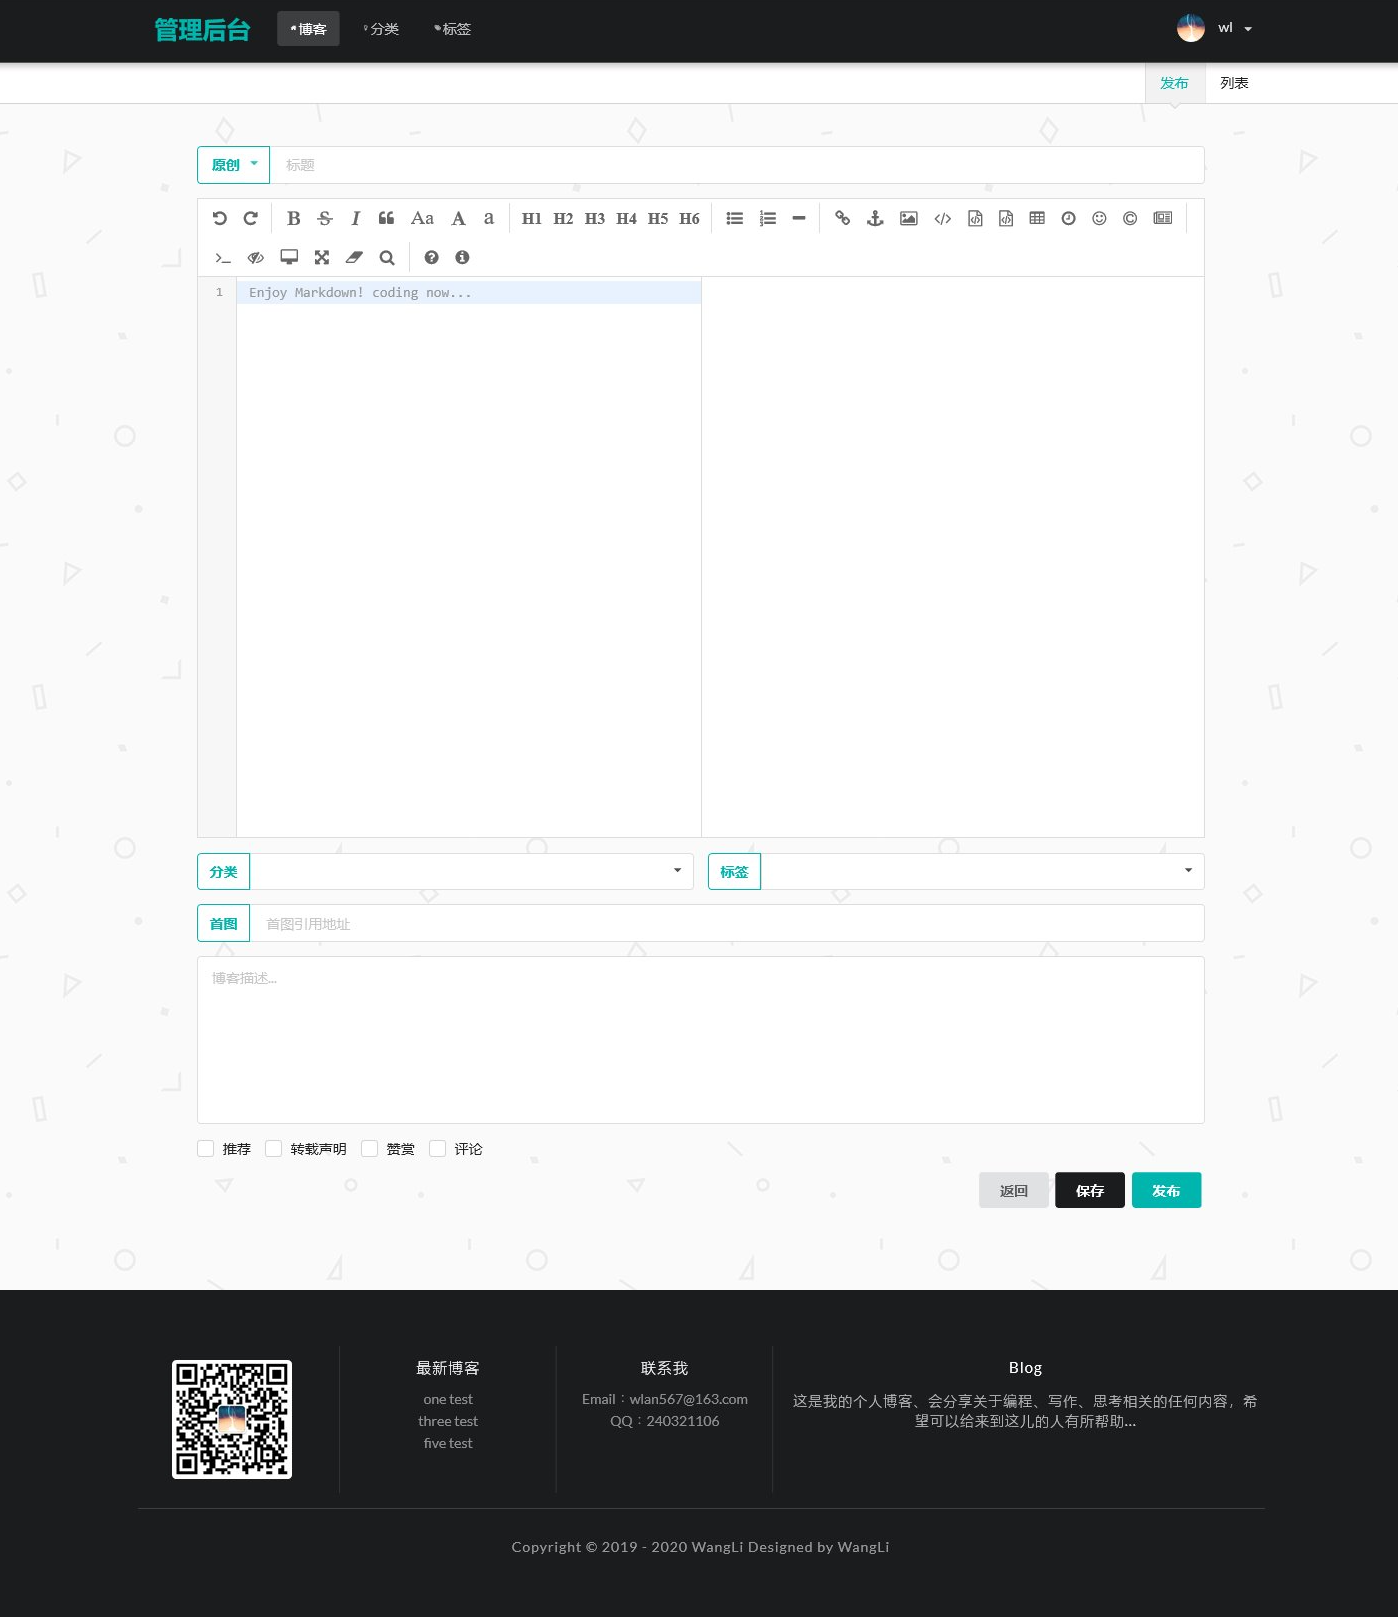 管理后台 博客 分类 标签 wl
发布 列表
原创 标题
B S I Aa A a H1 H2 H3 H4 H5 H6
1 Enjoy Markdown! coding now...
分类 标签
首图 首图引用地址
博客描述...
推荐 转载声明 赞赏 评论
返回 保存 发布
最新博客
one test
three test
five test
联系我
Email：wlan567@163.com
QQ：240321106
Blog
这是我的个人博客、会分享关于编程、写作、思考相关的任何内容，希
望可以给来到这儿的人有所帮助...
Copyright © 2019 - 2020 WangLi Designed by WangLi